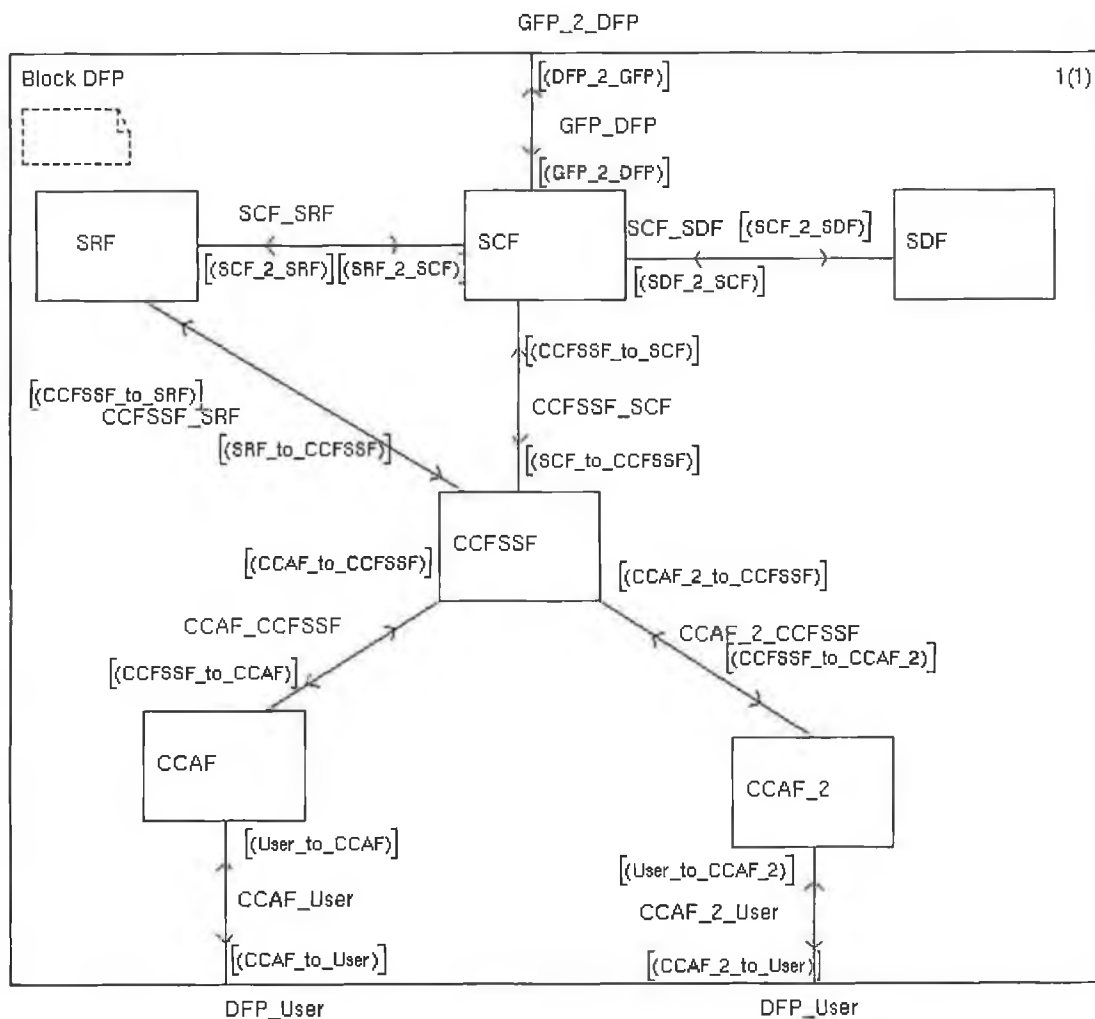 GFP_2_DFP
Block DFP
1(1)
[(DFP_2_GFP)]
GFP_DFP
[(GFP_2_DFP)]
SRF
SCF_SRF
[(SCF_2_SRF)]
[(SRF_2_SCF)]
SCF
SCF_SDF
[(SCF_2_SDF)]
[(SDF_2_SCF)]
SDF
[(CCFSSF_to_SCF)]
CCFSSF_SCF
[(SCF_to_CCFSSF)]
[(CCFSSF_to_SRF)]
CCFSSF_SRF
[(SRF_to_CCFSSF)]
CCFSSF
[(CCAF_to_CCFSSF)]
[(CCAF_2_to_CCFSSF)]
CCAF_CCFSSF
CCAF_2_CCFSSF
[(CCFSSF_to_CCAF)]
[(CCFSSF_to_CCAF_2)]
CCAF
CCAF_2
[(User_to_CCAF)]
[(User_to_CCAF_2)]
CCAF_User
CCAF_2_User
[(CCAF_to_User)]
[(CCAF_2_to_User)]
DFP_User
DFP_User